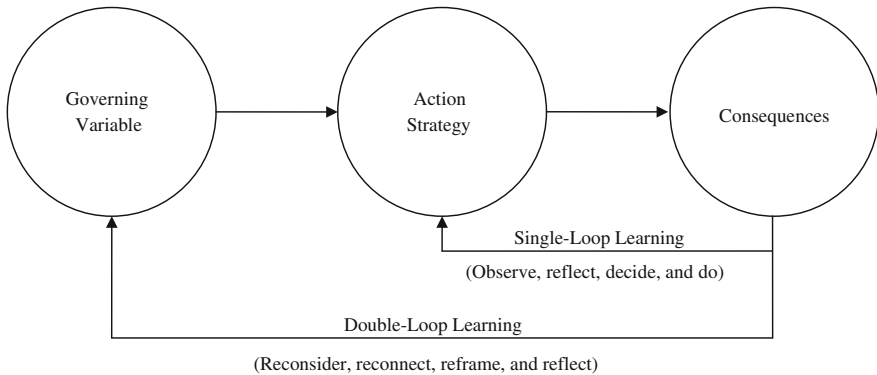 Governing
Variable
Action
Strategy
Consequences
Single-Loop Learning
(Observe, reflect, decide, and do)
Double-Loop Learning
(Reconsider, reconnect, reframe, and reflect)